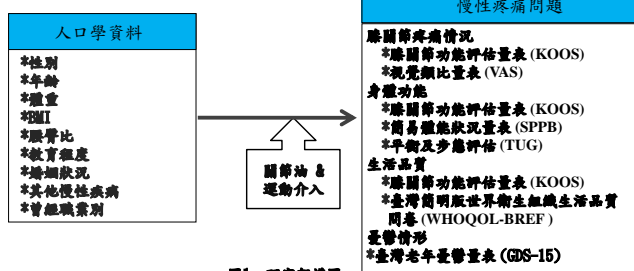 人口學資料
*性別
*年齡
*體重
*BMI
*腰臀比
*教育程度
*婚姻狀況
*其他慢性疾病
*曾經職業別
關節油 &
運動介入
慢性疼痛問題
膝關節疼痛情況
*膝關節功能評估量表 (KOOS)
*視覺類比量表 (VAS)
身體功能
*膝關節功能評估量表 (KOOS)
*簡易體能狀況量表 (SPPB)
*平衡及步態評估 (TUG)
生活品質
*膝關節功能評估量表 (KOOS)
*臺灣簡明版世界衛生組織生活品質
問卷 (WHOQOL-BREF )
憂鬱情形
*臺灣老年憂鬱量表 (GDS-15)